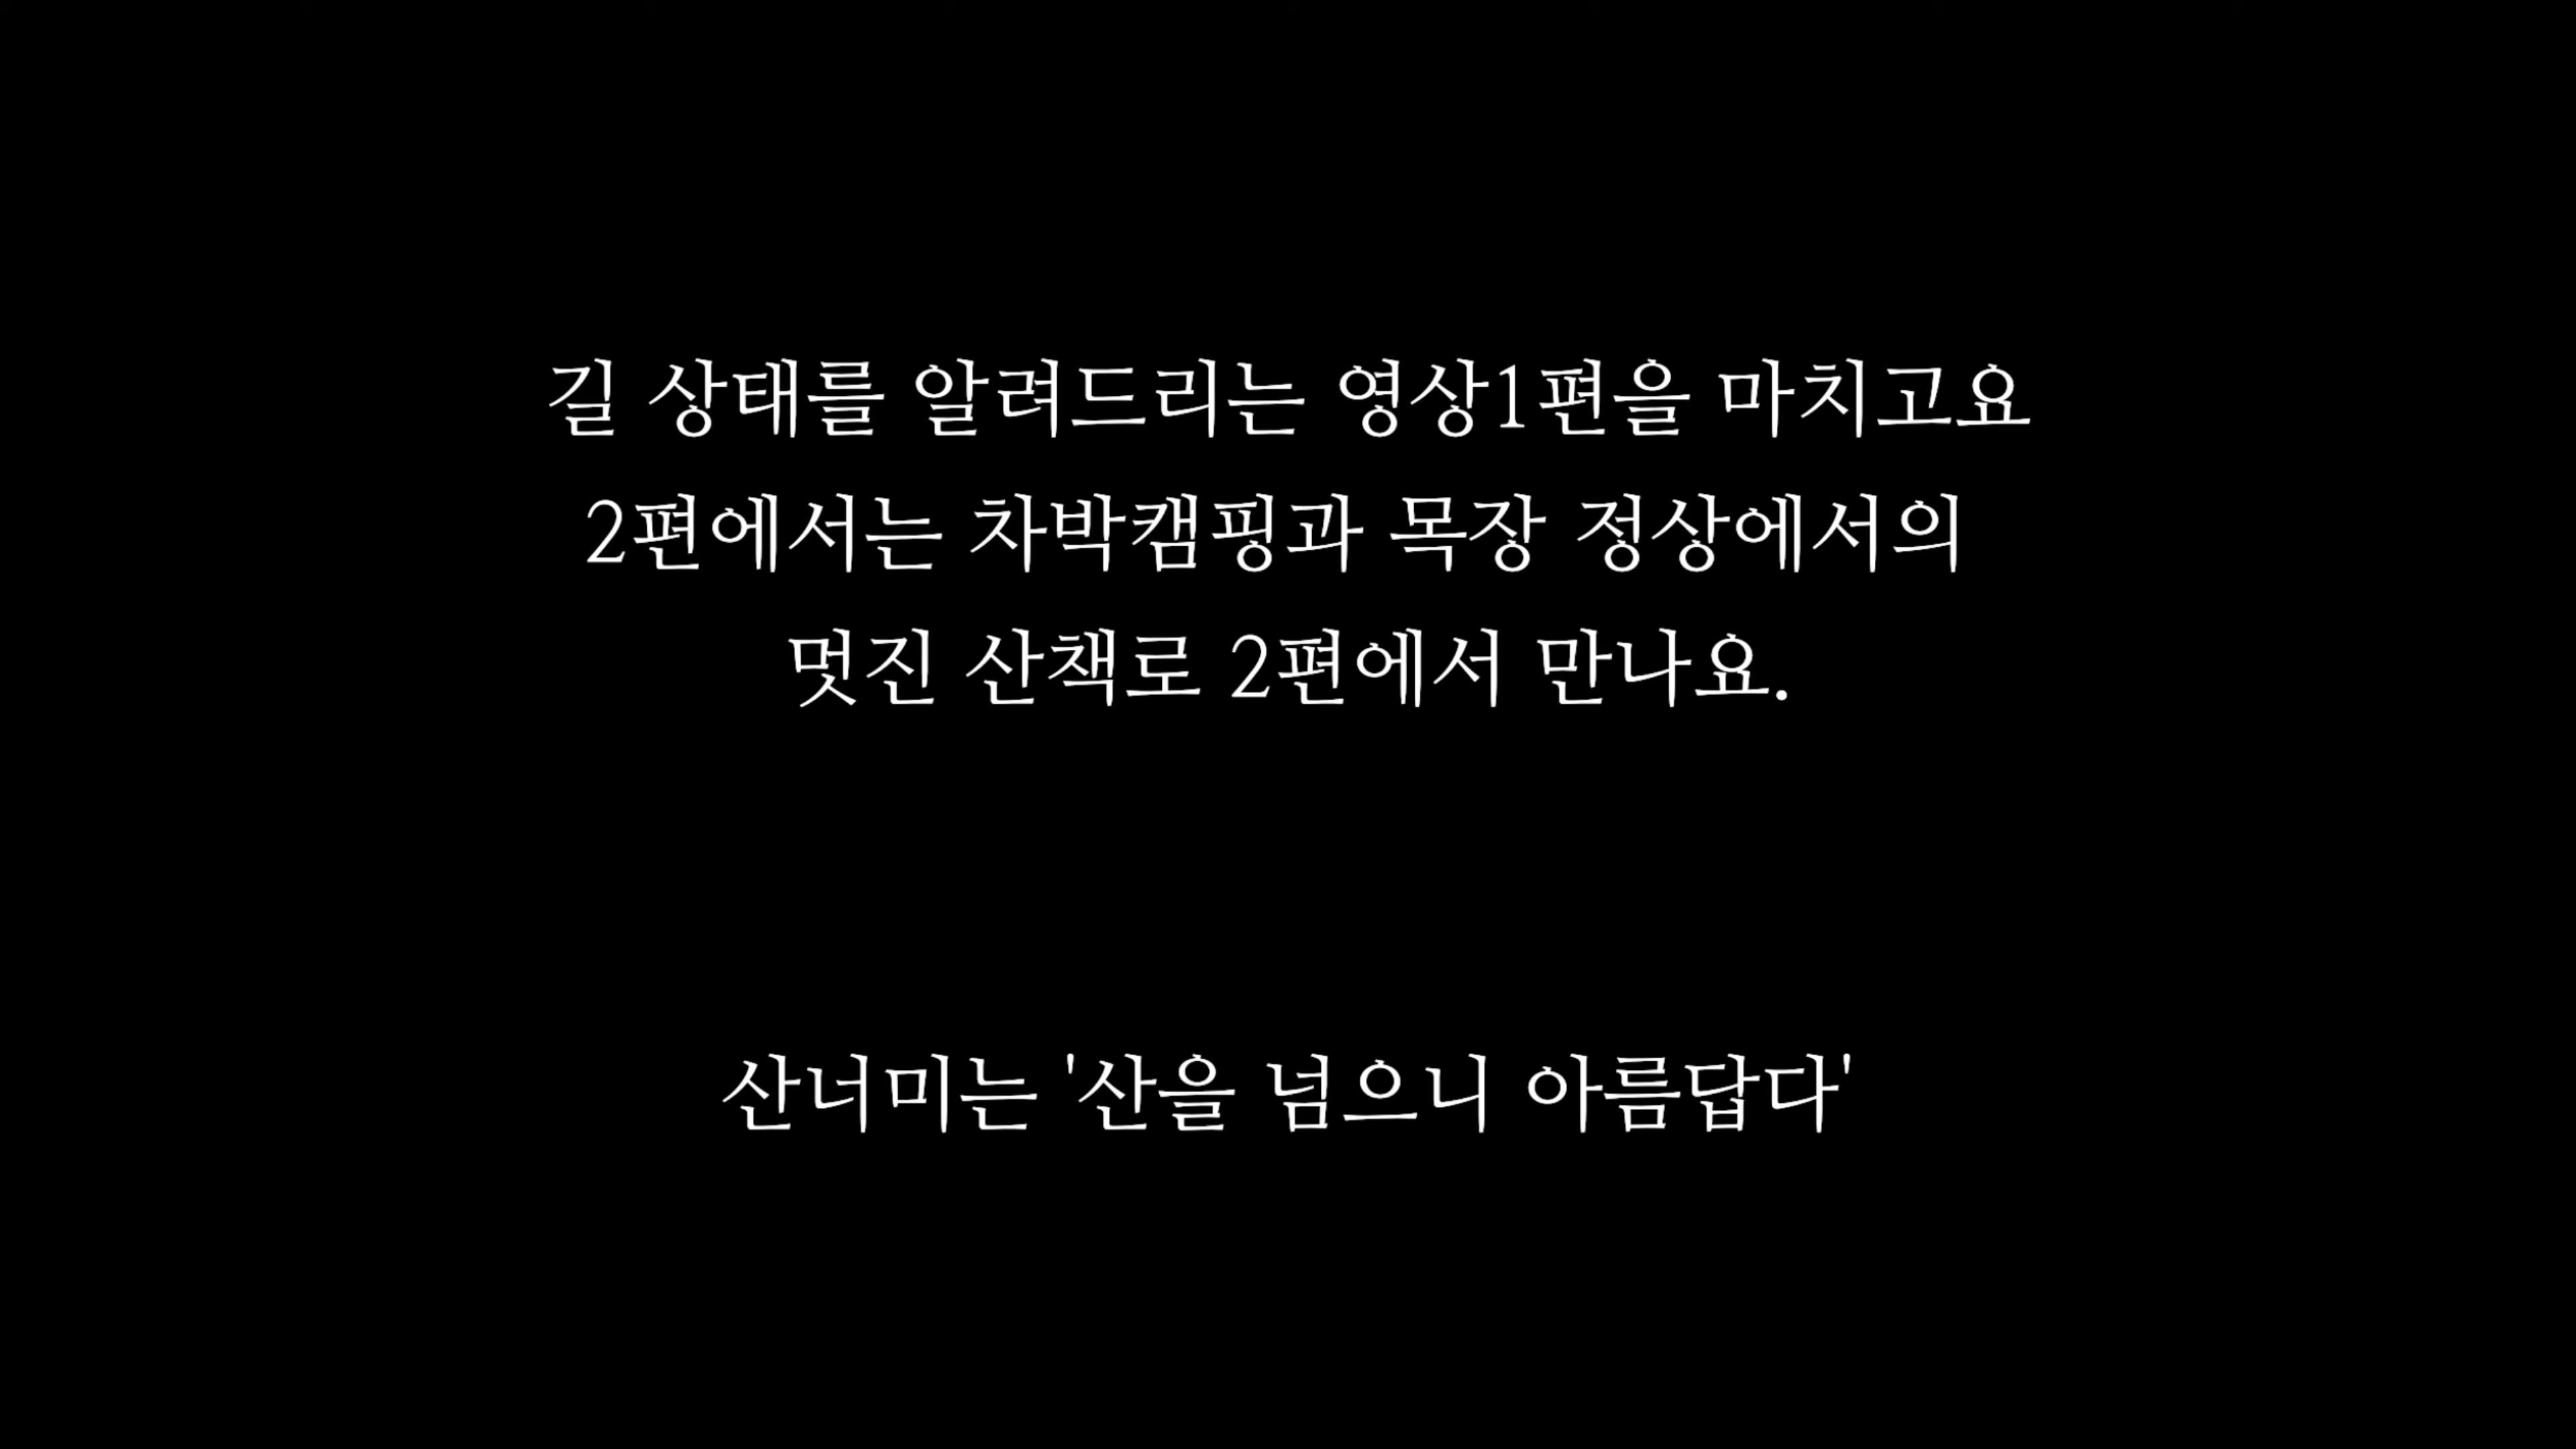 길 상태를 알려드리는 영상1편을 마치고요
2편에서는 차박캠핑과 목장 정상에서의
멋진 산책로 2편에서 만나요.
산너미는 '산을 넘으니 아름답다'